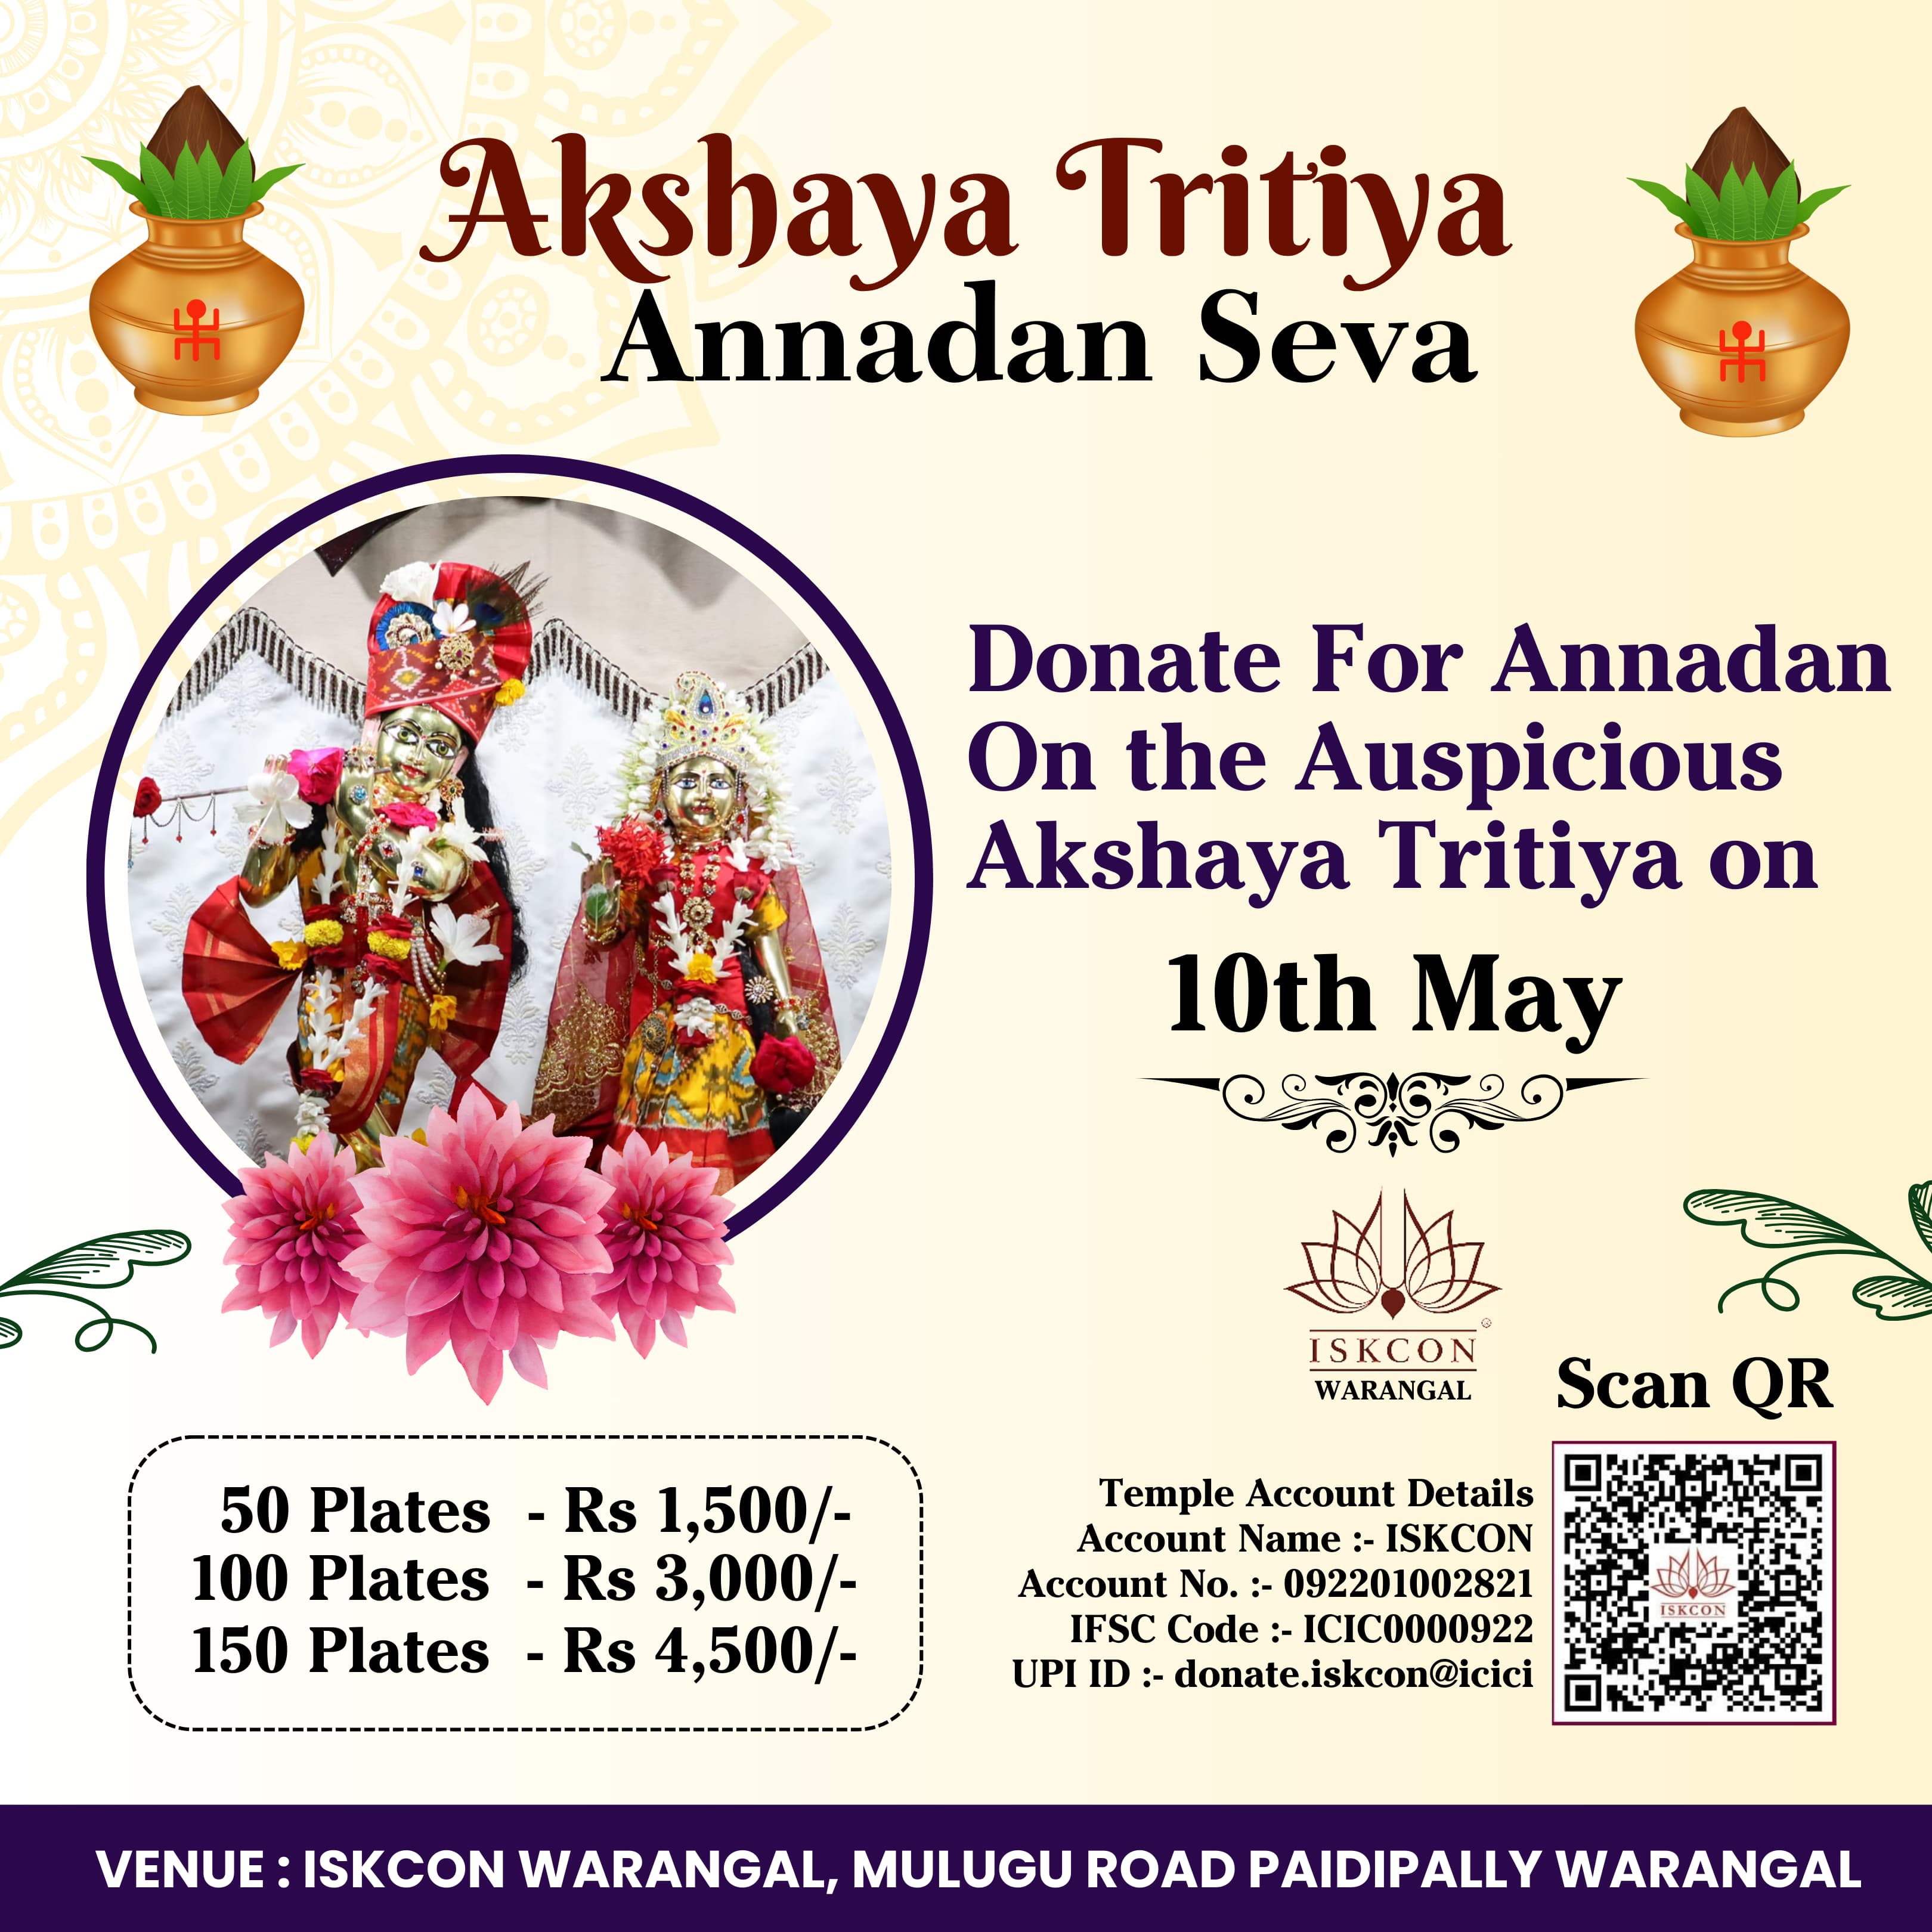 Akshaya Tritiya
Annadan Seva
Donate For Annadan
On the Auspicious
Akshaya Tritiya on
10th May
ISKCON
WARANGAL
Scan QR
50 Plates - Rs 1,500/-
100 Plates - Rs 3,000/-
150 Plates - Rs 4,500/-
Temple Account Details
Account Name :- ISKCON
Account No. :- 092201002821
IFSC Code :- ICIC0000922
UPI ID :- donate.iskcon@icici
ISKCON
VENUE : ISKCON WARANGAL, MULUGU ROAD PAIDIPALLY WARANGAL